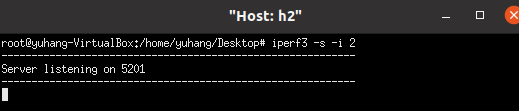 "Host: h2"
root@yuhang-VirtualBox:/home/yuhang/Desktop# iperf3 -s -i 2
-----------------------------------------------------------
Server listening on 5201
-----------------------------------------------------------